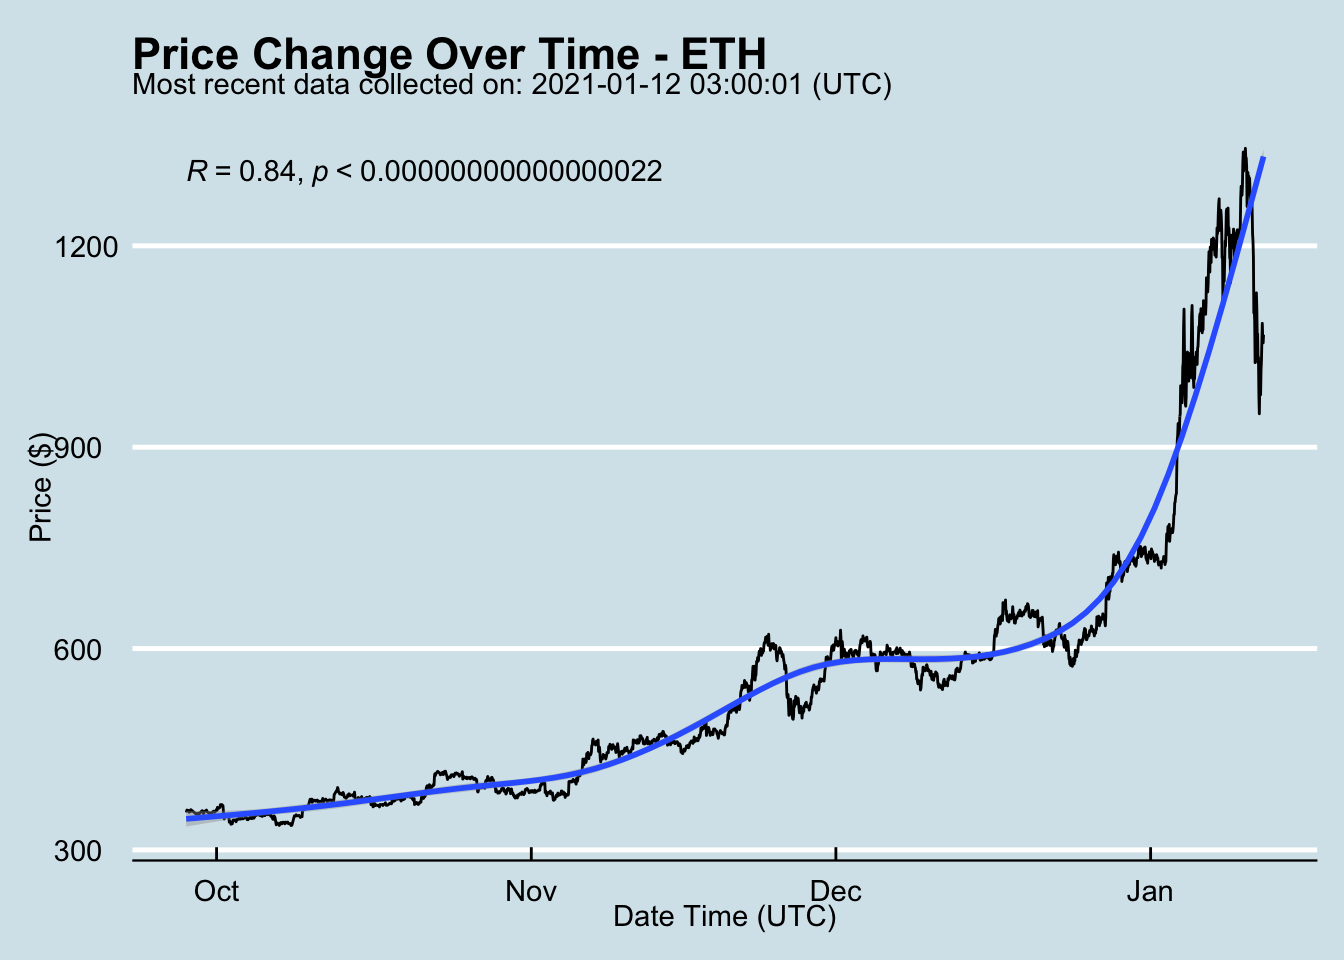 Price Change Over Time - ETH
Most recent data collected on: 2021-01-12 03:00:01 (UTC)
R = 0.84, p < 0.00000000000000022
1200
900
600
300
Price ($)
Oct Nov Dec Jan
Date Time (UTC)